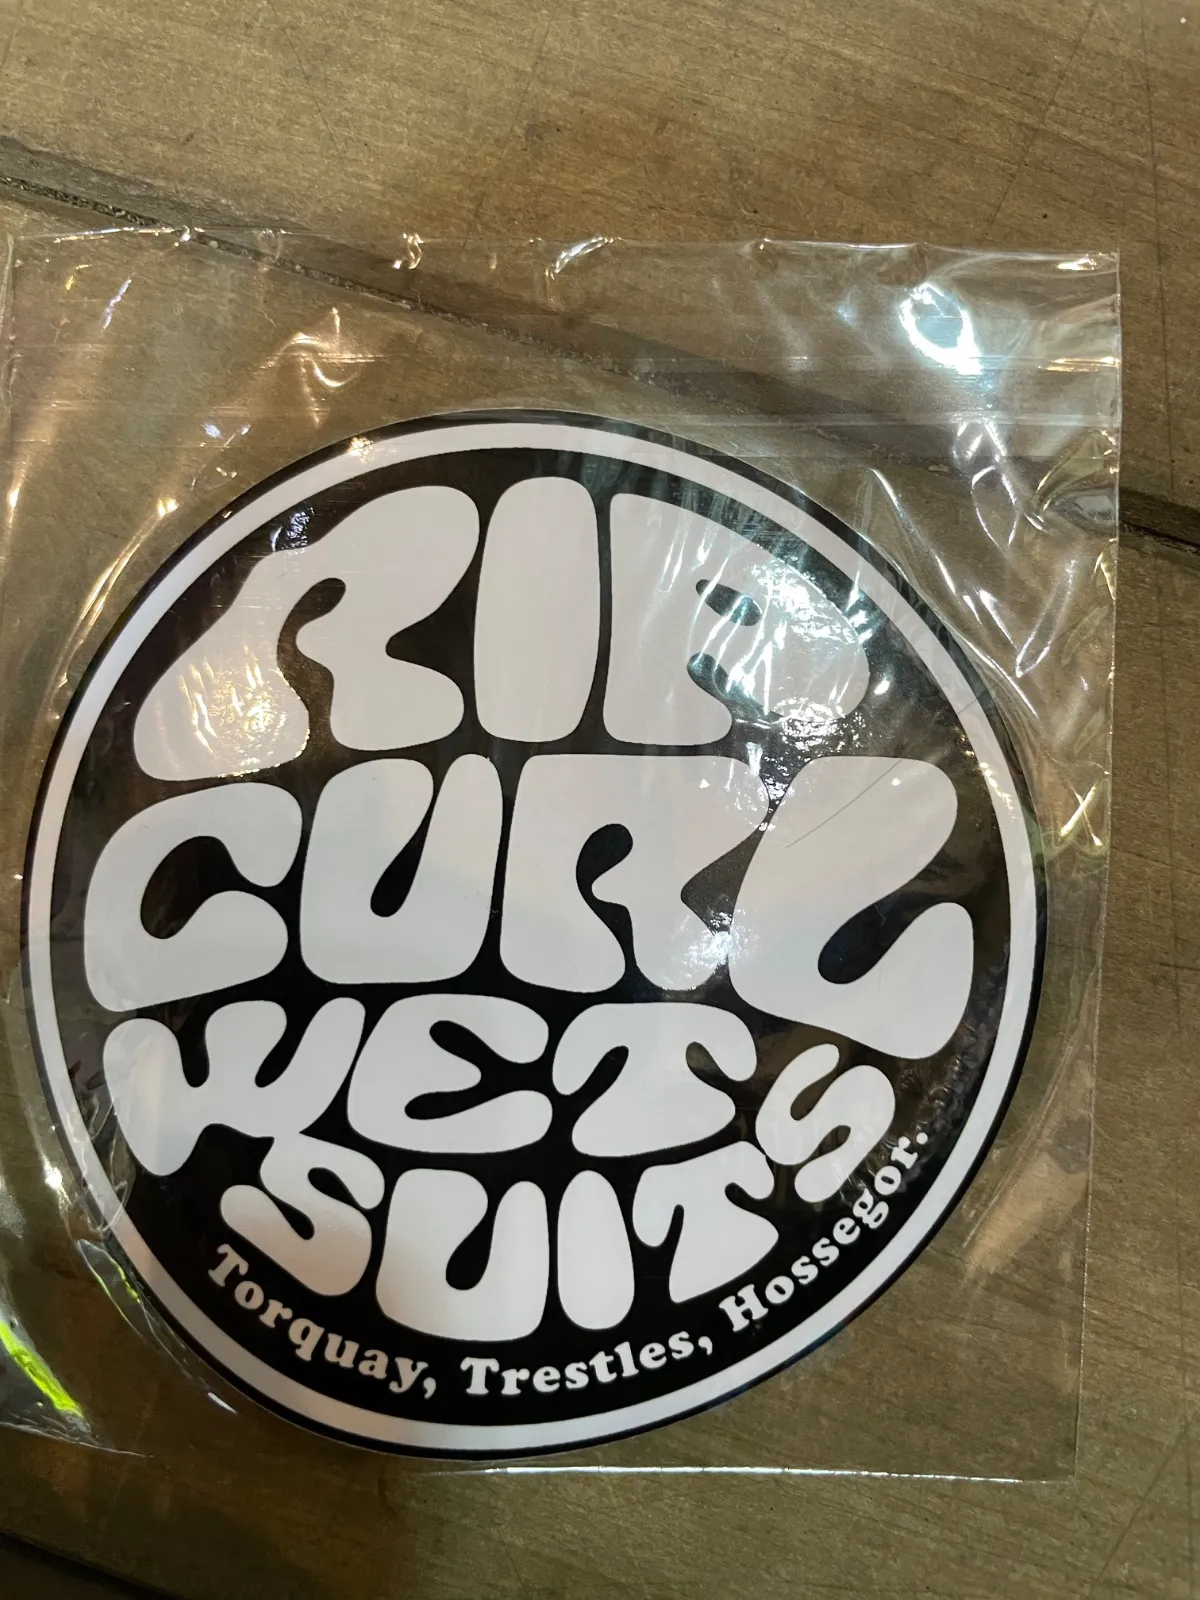 RIP
CURL
WETS
SUITS
Torquay, Trestles, Hossegor.